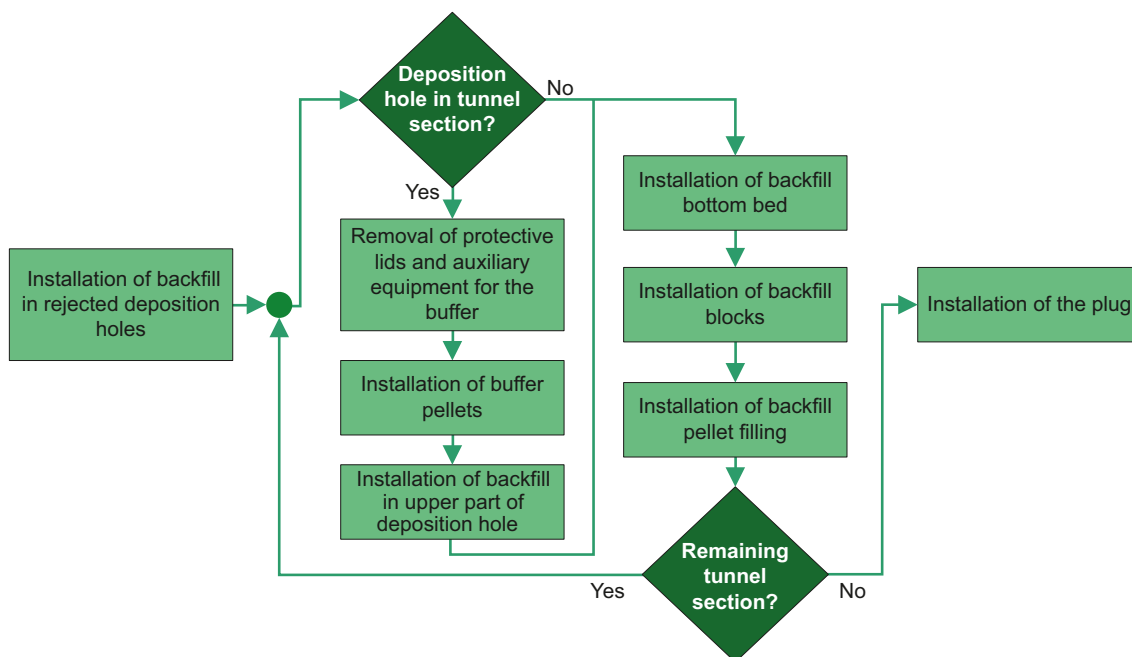 Deposition
hole in tunnel
section?
No
Yes
Installation of backfill
in rejected deposition
holes
Removal of protective
lids and auxiliary
equipment for the
buffer
Installation of buffer
pellets
Installation of backfill
in upper part of
deposition hole
Installation of backfill
bottom bed
Installation of backfill
blocks
Installation of backfill
pellet filling
Remaining
tunnel
section?
Yes
No
Installation of the plug